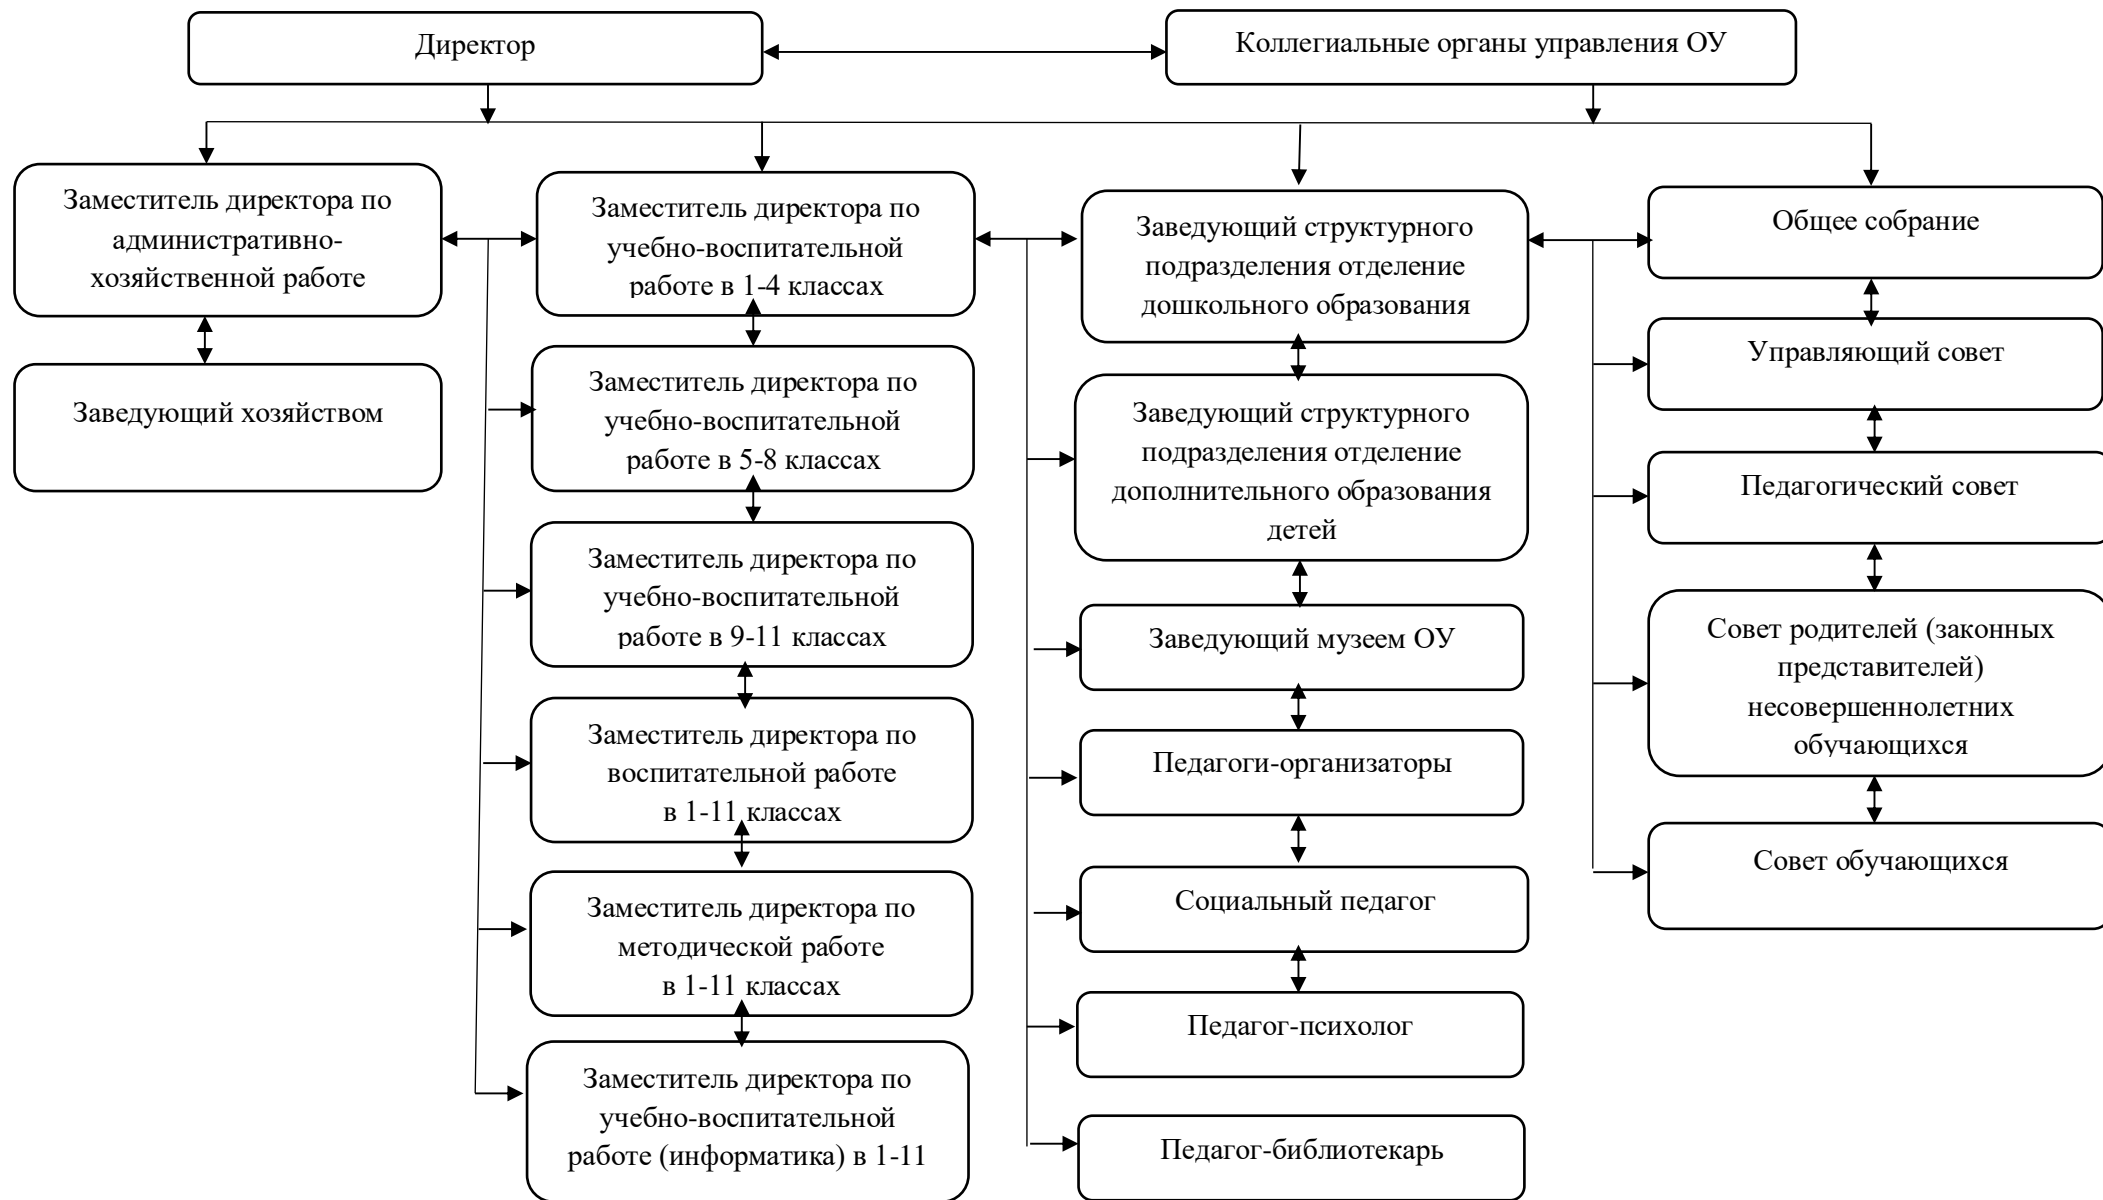 Директор
Коллегиальные органы управления ОУ
Заместитель директора по
административно-
хозяйственной работе
Заведующий хозяйством
Заместитель директора по
учебно-воспитательной
работе в 1-4 классах
Заместитель директора по
учебно-воспитательной
работе в 5-8 классах
Заместитель директора по
учебно-воспитательной
работе в 9-11 классах
Заместитель директора по
воспитательной работе
в 1-11 классах
Заместитель директора по
методической работе
в 1-11 классах
Заместитель директора по
учебно-воспитательной
работе (информатика) в 1-11
Заведующий структурного
подразделения отделение
дошкольного образования
Заведующий структурного
подразделения отделение
дополнительного образования
детей
Заведующий музеем ОУ
Педагоги-организаторы
Социальный педагог
Педагог-психолог
Педагог-библиотекарь
Общее собрание
Управляющий совет
Педагогический совет
Совет родителей (законных
представителей)
несовершеннолетних
обучающихся
Совет обучающихся